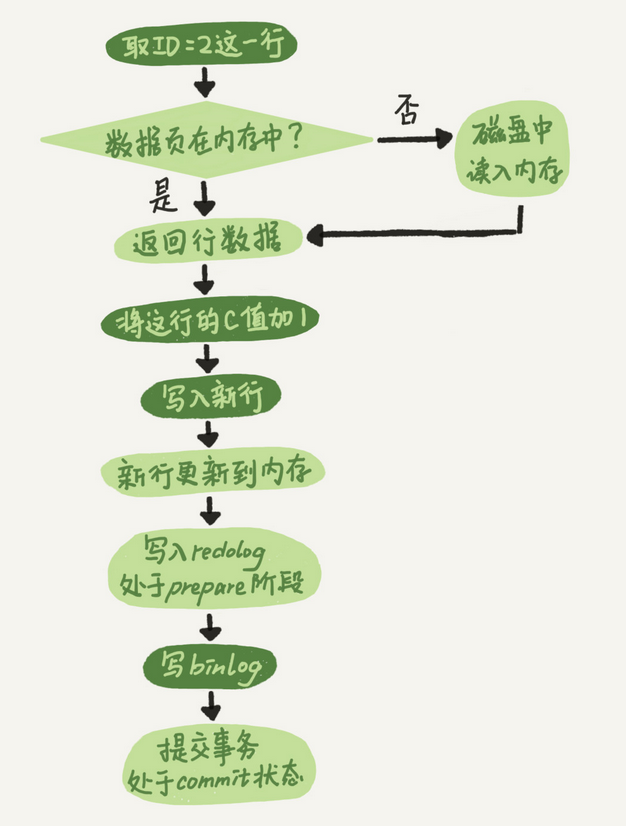 取ID=2这一行
数据页在内存中？
否
磁盘中
读入内存
是
返回行数据
将这行的C值加1
写入新行
新行更新到内存
写入redolog
处于prepare阶段
写binlog
提交事务
处于commit状态